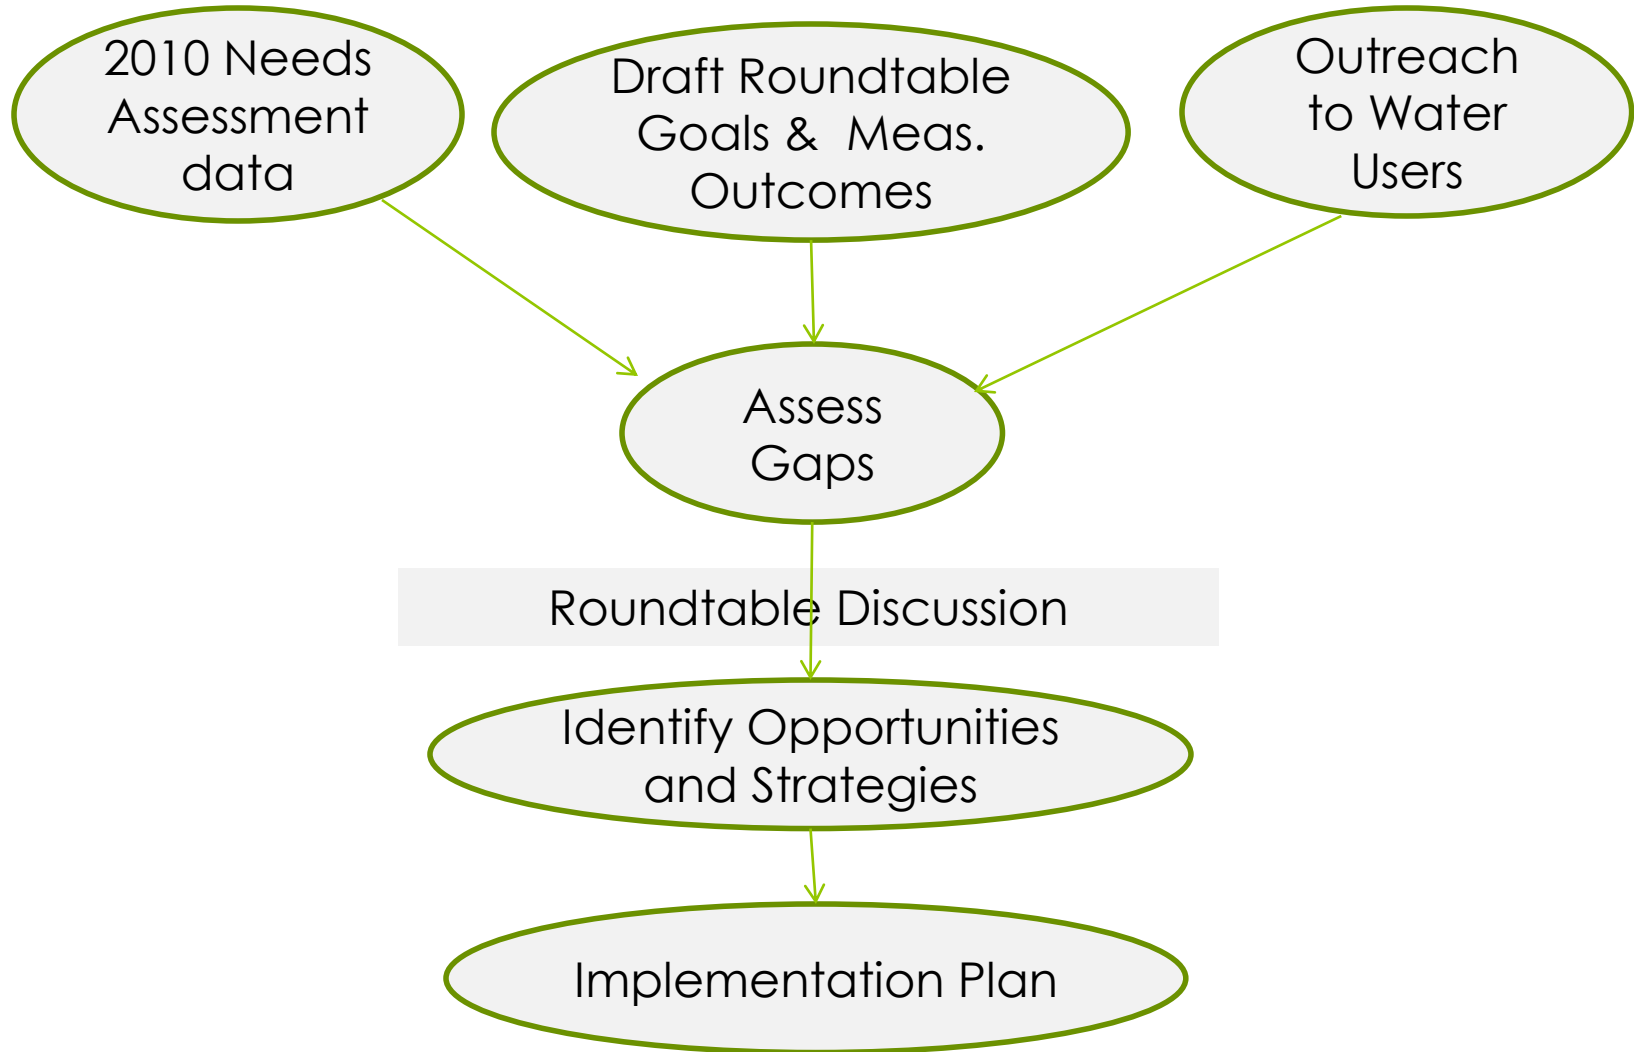 2010 Needs
Assessment
data
Draft Roundtable
Goals & Meas.
Outcomes
Outreach
to Water
Users
Assess
Gaps
Roundtable Discussion
Identify Opportunities
and Strategies
Implementation Plan